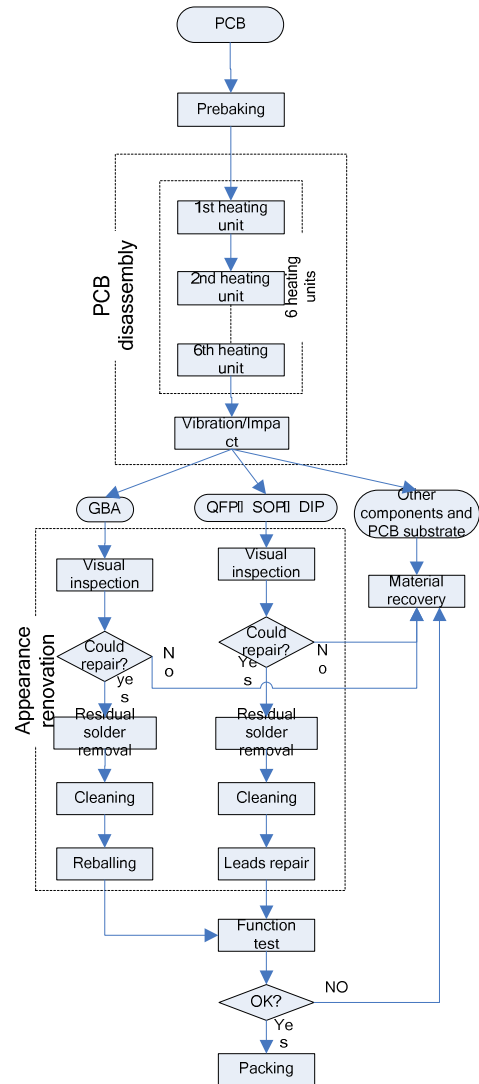 PCB
Prebaking
1st heating
unit
2nd heating
unit
6 heating
units
6th heating
unit
PCB
disassembly
Vibration/Impa
ct
GBA
QFP▯ SOP▯ DIP
Other
components and
PCB substrate
Visual
inspection
Visual
inspection
Material
recovery
Could
repair?
N
o
Could
repair?
N
o
ye
s
Ye
s
Appearance
renovation
Residual
solder
removal
Residual
solder
removal
Cleaning
Cleaning
Reballing
Leads repair
Function
test
OK?
NO
Ye
s
Packing